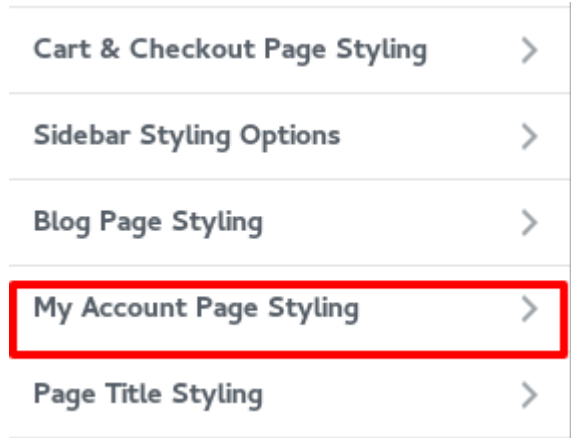 Cart & Checkout Page Styling
Sidebar Styling Options
Blog Page Styling
My Account Page Styling
Page Title Styling